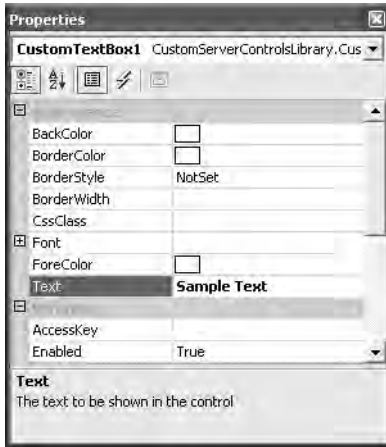 Properties
CustomTextBox1 CustomServerControlsLibrary.Cus
BackColor
BorderColor
BorderStyle NotSet
BorderWidth
CssClass
Font
ForeColor
Text Sample Text
AccessKey
Enabled True
Text
The text to be shown in the control